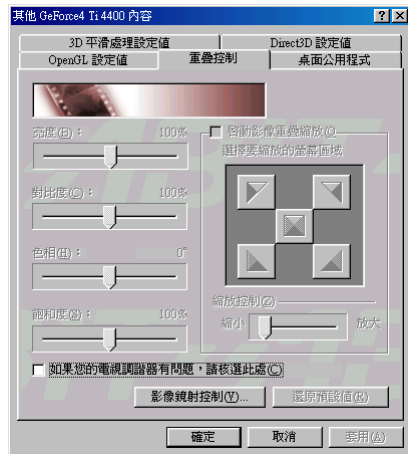 其他 GeForce4 Ti 4400 內容
3D 平滑處理設定值
Direct3D 設定值
OpenGL 設定值
重疊控制
桌面公用程式
亮度(B)：
100%
對比度(C)：
100%
色相(H)：
0°
飽和度(S)：
100%
啓動影像重疊縮放(O
選擇要縮放的螢幕區域
縮放控制(Z)
縮小
放大
如果您的電視調諧器有問題，請核選此處(C)
影像鏡射控制(V)...
還原預設值(R)
確定
取消
套用(A)